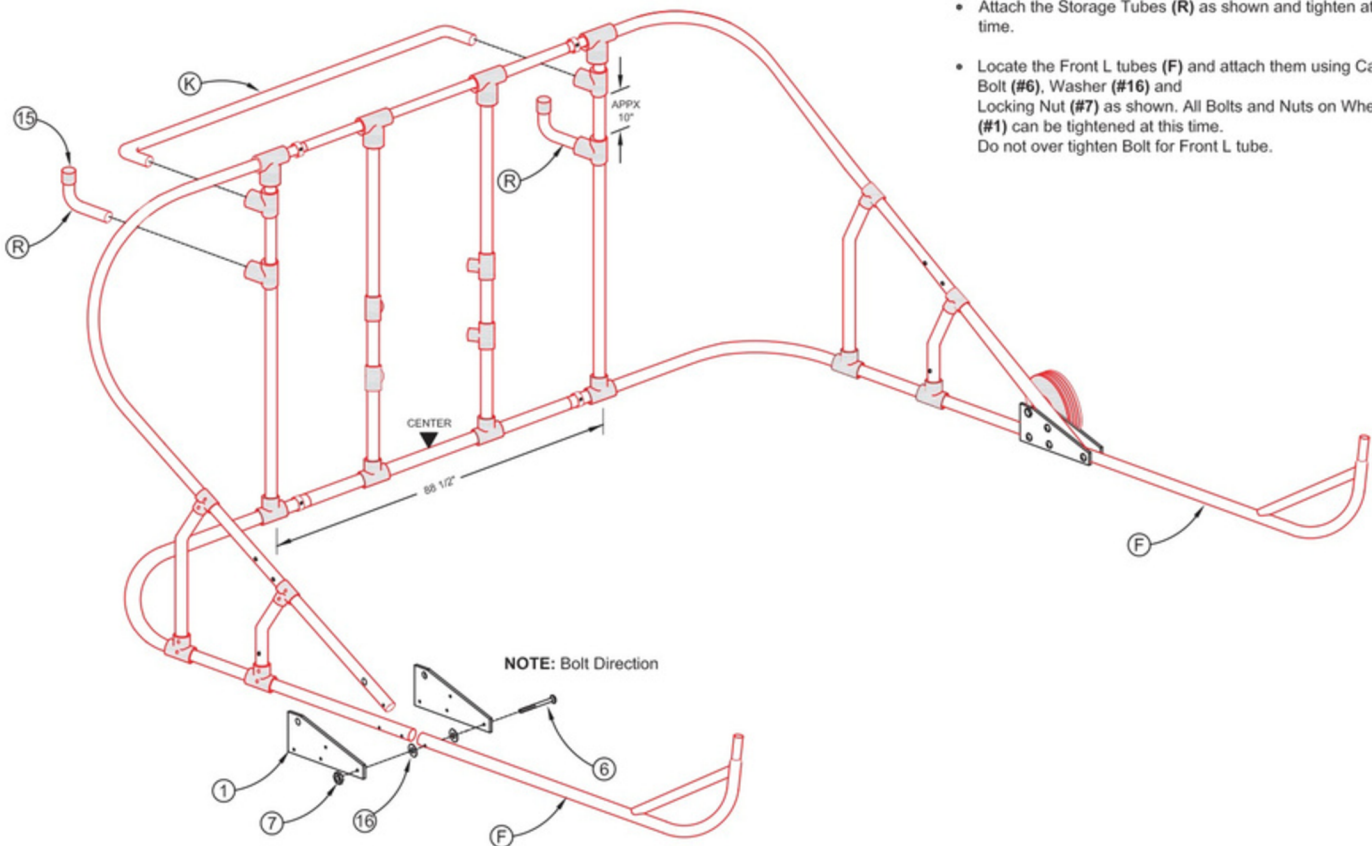 • Attach the Storage Tubes (R) as shown and tighten at
time.
• Locate the Front L tubes (F) and attach them using
Bolt (#6), Washer (#16) and
Locking Nut (#7) as shown. All Bolts and Nuts on
(#1) can be tightened at this time.
Do not over tighten Bolt for Front L tube.
K
15
R
APPX
10"
R
CENTER
88 1/2"
F
NOTE: Bolt Direction
1
7
16
6
F